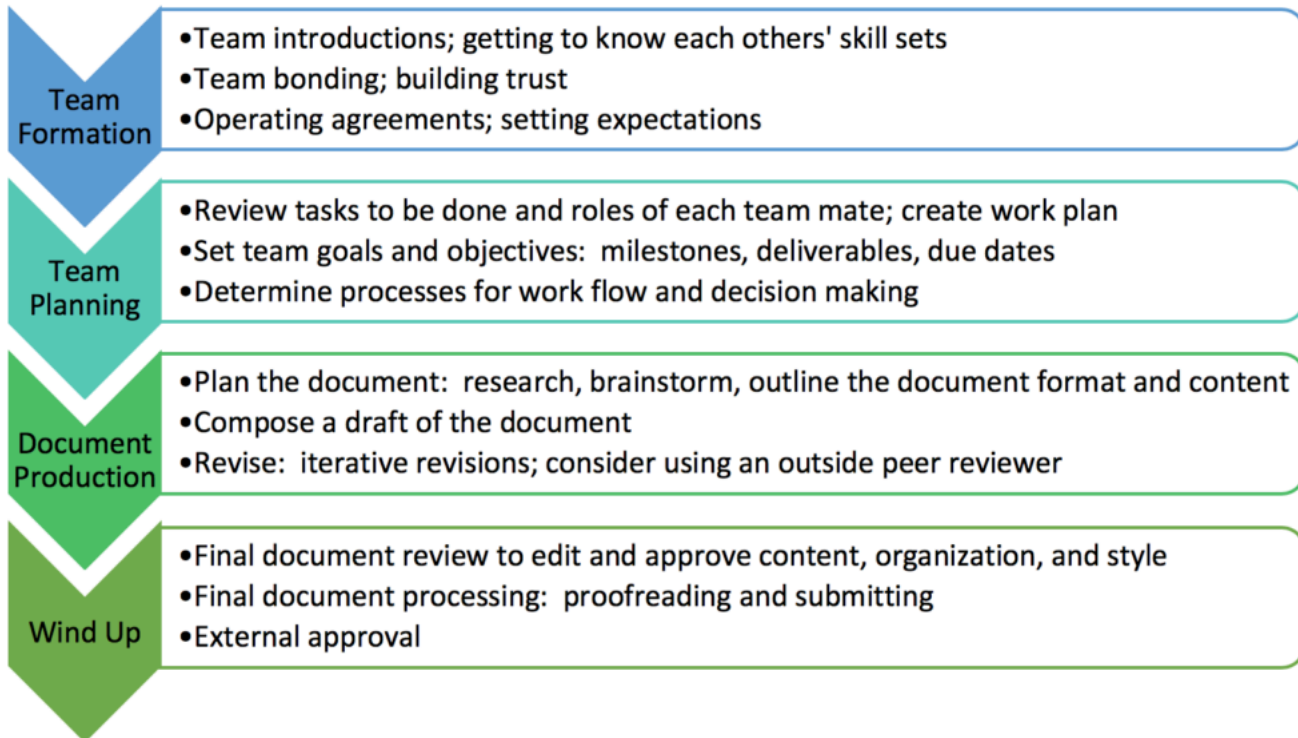 Team
Formation
•Team introductions; getting to know each others' skill sets
•Team bonding; building trust
•Operating agreements; setting expectations
Team
Planning
•Review tasks to be done and roles of each team mate; create work plan
•Set team goals and objectives:  milestones, deliverables, due dates
•Determine processes for work flow and decision making
Document
Production
•Plan the document:  research, brainstorm, outline the document format and content
•Compose a draft of the document
•Revise:  iterative revisions; consider using an outside peer reviewer
Wind Up
•Final document review to edit and approve content, organization, and style
•Final document processing:  proofreading and submitting
•External approval